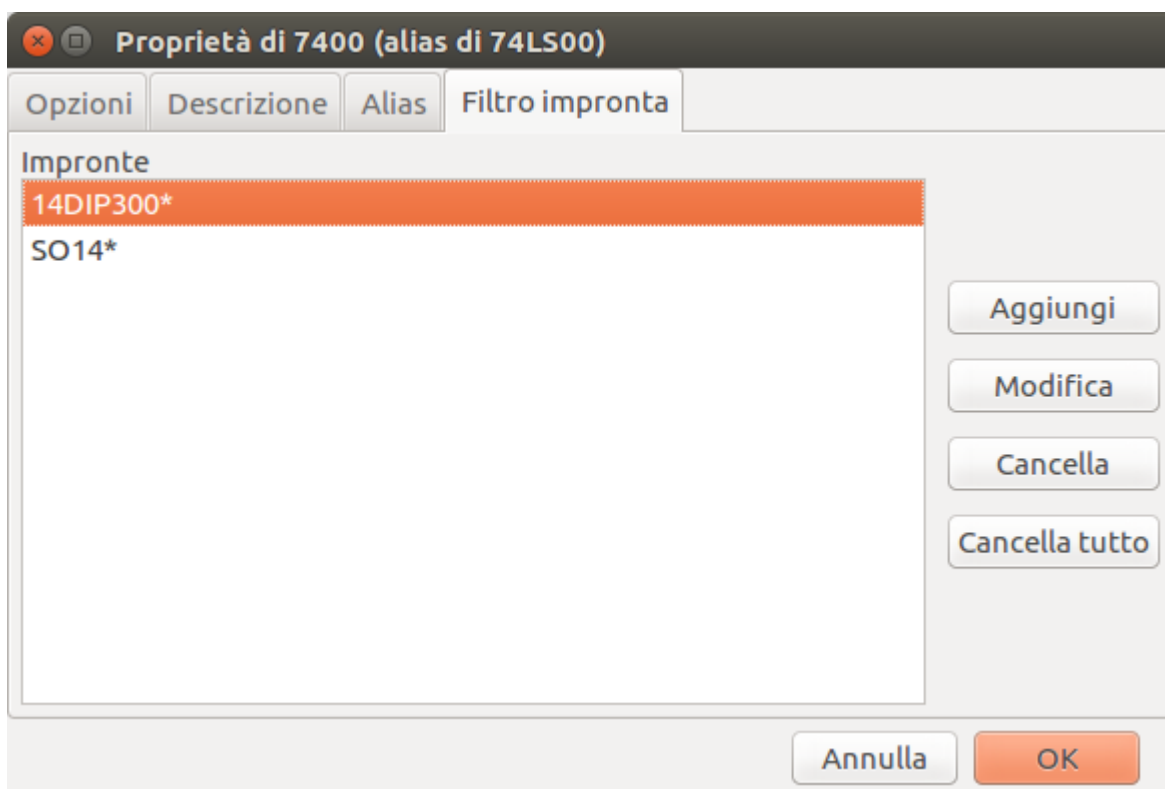 Proprietà di 7400 (alias di 74LS00)
Opzioni Descrizione Alias Filtro impronta
Impronte
14DIP300*
SO14*
Aggiungi
Modifica
Cancella
Cancella tutto
Annulla OK